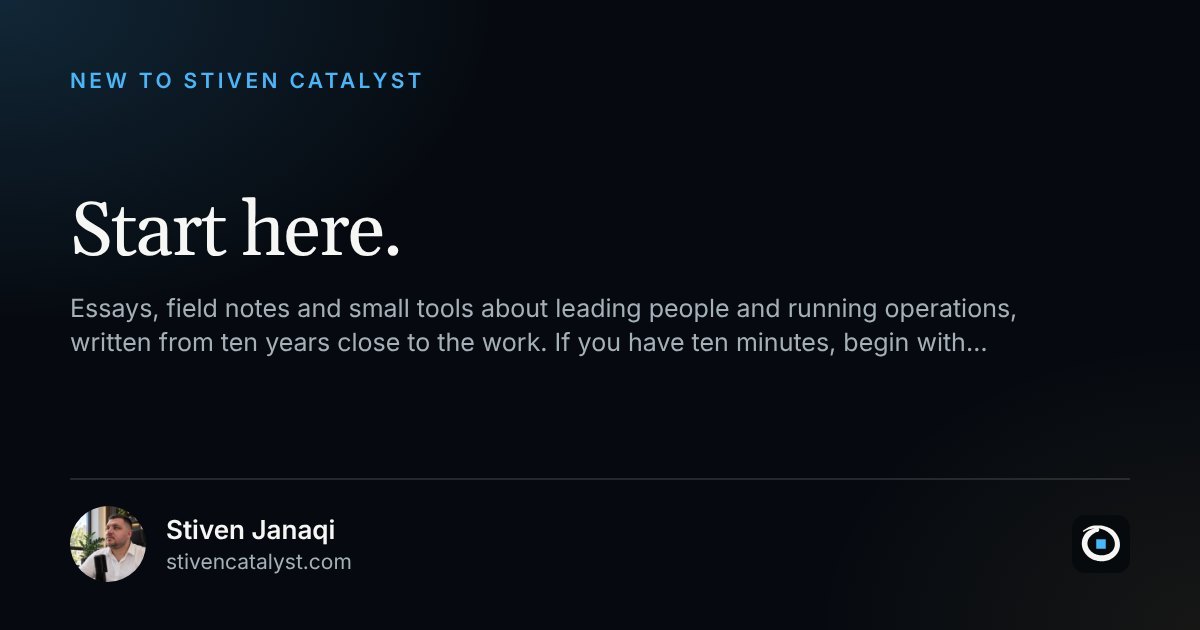 NEW TO STIVEN CATALYST
Start here.
Essays, field notes and small tools about leading people and running operations,
written from ten years close to the work. If you have ten minutes, begin with...
Stiven Janaqi
stivencatalyst.com